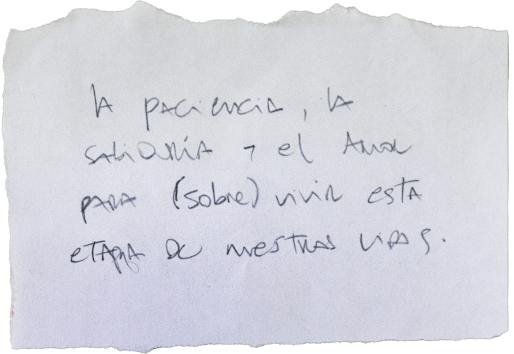 la paciencia, la
sabiduría y el Amor
para (sobre) vivir esta
etapa de nuestras vidas.